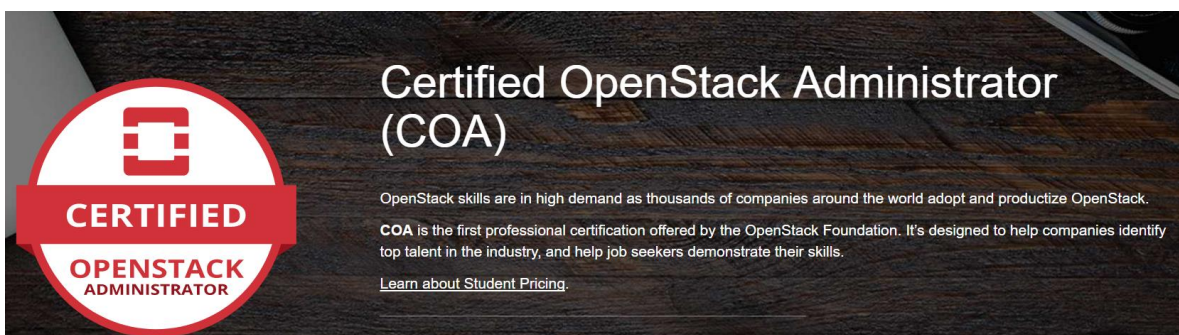 CERTIFIED
OPENSTACK
ADMINISTRATOR
Certified OpenStack Administrator
(COA)
OpenStack skills are in high demand as thousands of companies around the world adopt and productize OpenStack.
COA is the first professional certification offered by the OpenStack Foundation. It's designed to help companies identify
top talent in the industry, and help job seekers demonstrate their skills.
Learn about Student Pricing.